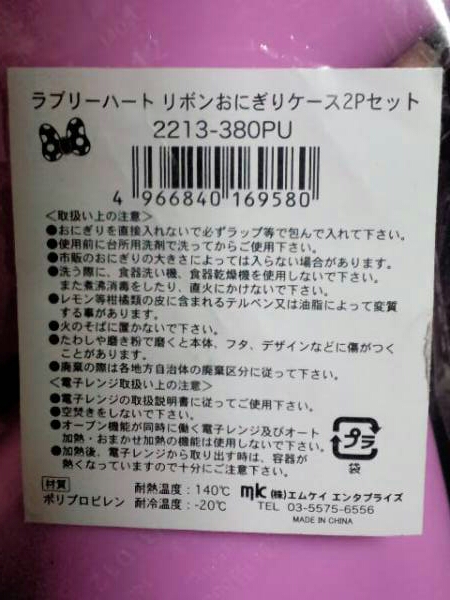 ラブリーハート リボンおにぎりケース2Pセット
2213-380PU
4 966840 169580
<取扱い上の注意>
●おにぎりを直接入れないで必ずラップ等で包んで入れて下さい。
●使用前に台所用洗剤で洗ってからご使用下さい。
●市販のおにぎりの大きさによっては入らない場合があります。
●洗う際に、食器洗い機、食器乾燥機を使用しないで下さい。
また煮沸消毒をしたり、直火にかけないで下さい。
●レモン等柑橘類の皮に含まれるテルペン又は油脂によって変質
する事があります。
●火のそばに置かないで下さい。
●たわしや磨き粉で磨くと本体、フタ、デザインなどに傷がつく
ことがあります。
●廃棄の際は各地方自治体の廃棄区分に従って下さい。
<電子レンジ取扱い上の注意>
●電子レンジの取扱説明書に従ってご使用下さい。
●空焚きをしないで下さい。
●オーブン機能が同時に働く電子レンジ及びオート
加熱・おまかせ加熱の機能は使用しないで下さい。
●加熱後、電子レンジから取り出す時は、容器が
熱くなっていますので十分にご注意下さい。
プラ
袋
材質
ポリプロピレン
耐熱温度：140℃
耐冷温度：-20℃
mk (株)エムケイ エンタプライズ
TEL 03-5575-6556
MADE IN CHINA